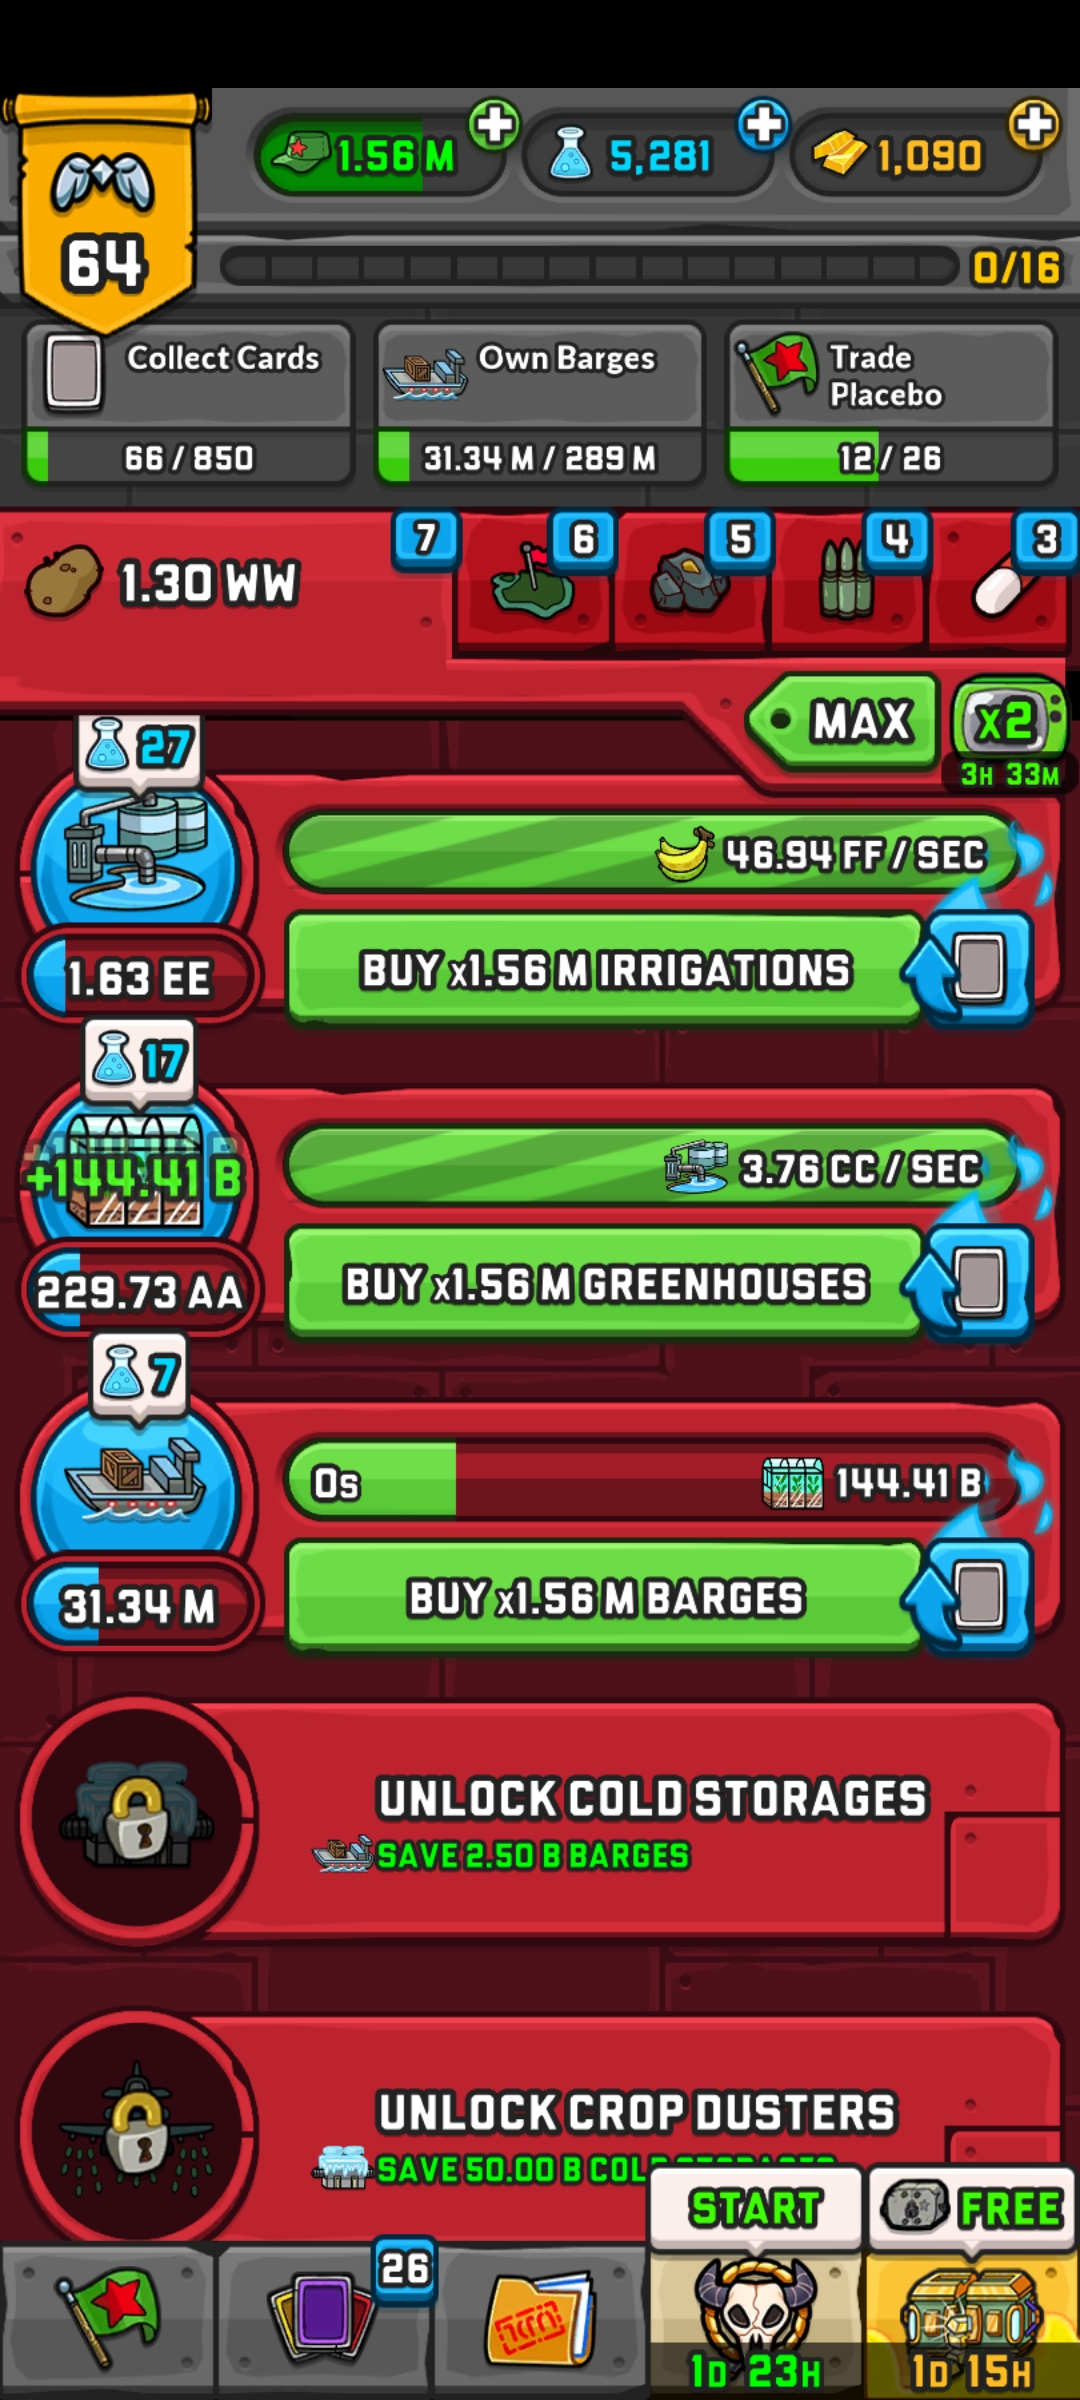 1.56 M
5,281
1,090
64
0/16
Collect Cards
66 / 850
Own Barges
31.34 M / 289 M
Trade
Placebo
12 / 26
1.30 WW
7
6
5
4
3
MAX
x2
3H 33M
27
46.94 FF / SEC
BUY x1.56 M IRRIGATIONS
1.63 EE
17
+144.41 B
3.76 CC / SEC
BUY x1.56 M GREENHOUSES
229.73 AA
7
0s
144.41 B
BUY x1.56 M BARGES
31.34 M
UNLOCK COLD STORAGES
SAVE 2.50 B BARGES
UNLOCK CROP DUSTERS
SAVE 50.00 B COLD STORAGES
START
FREE
26
1D 23H
1D 15H